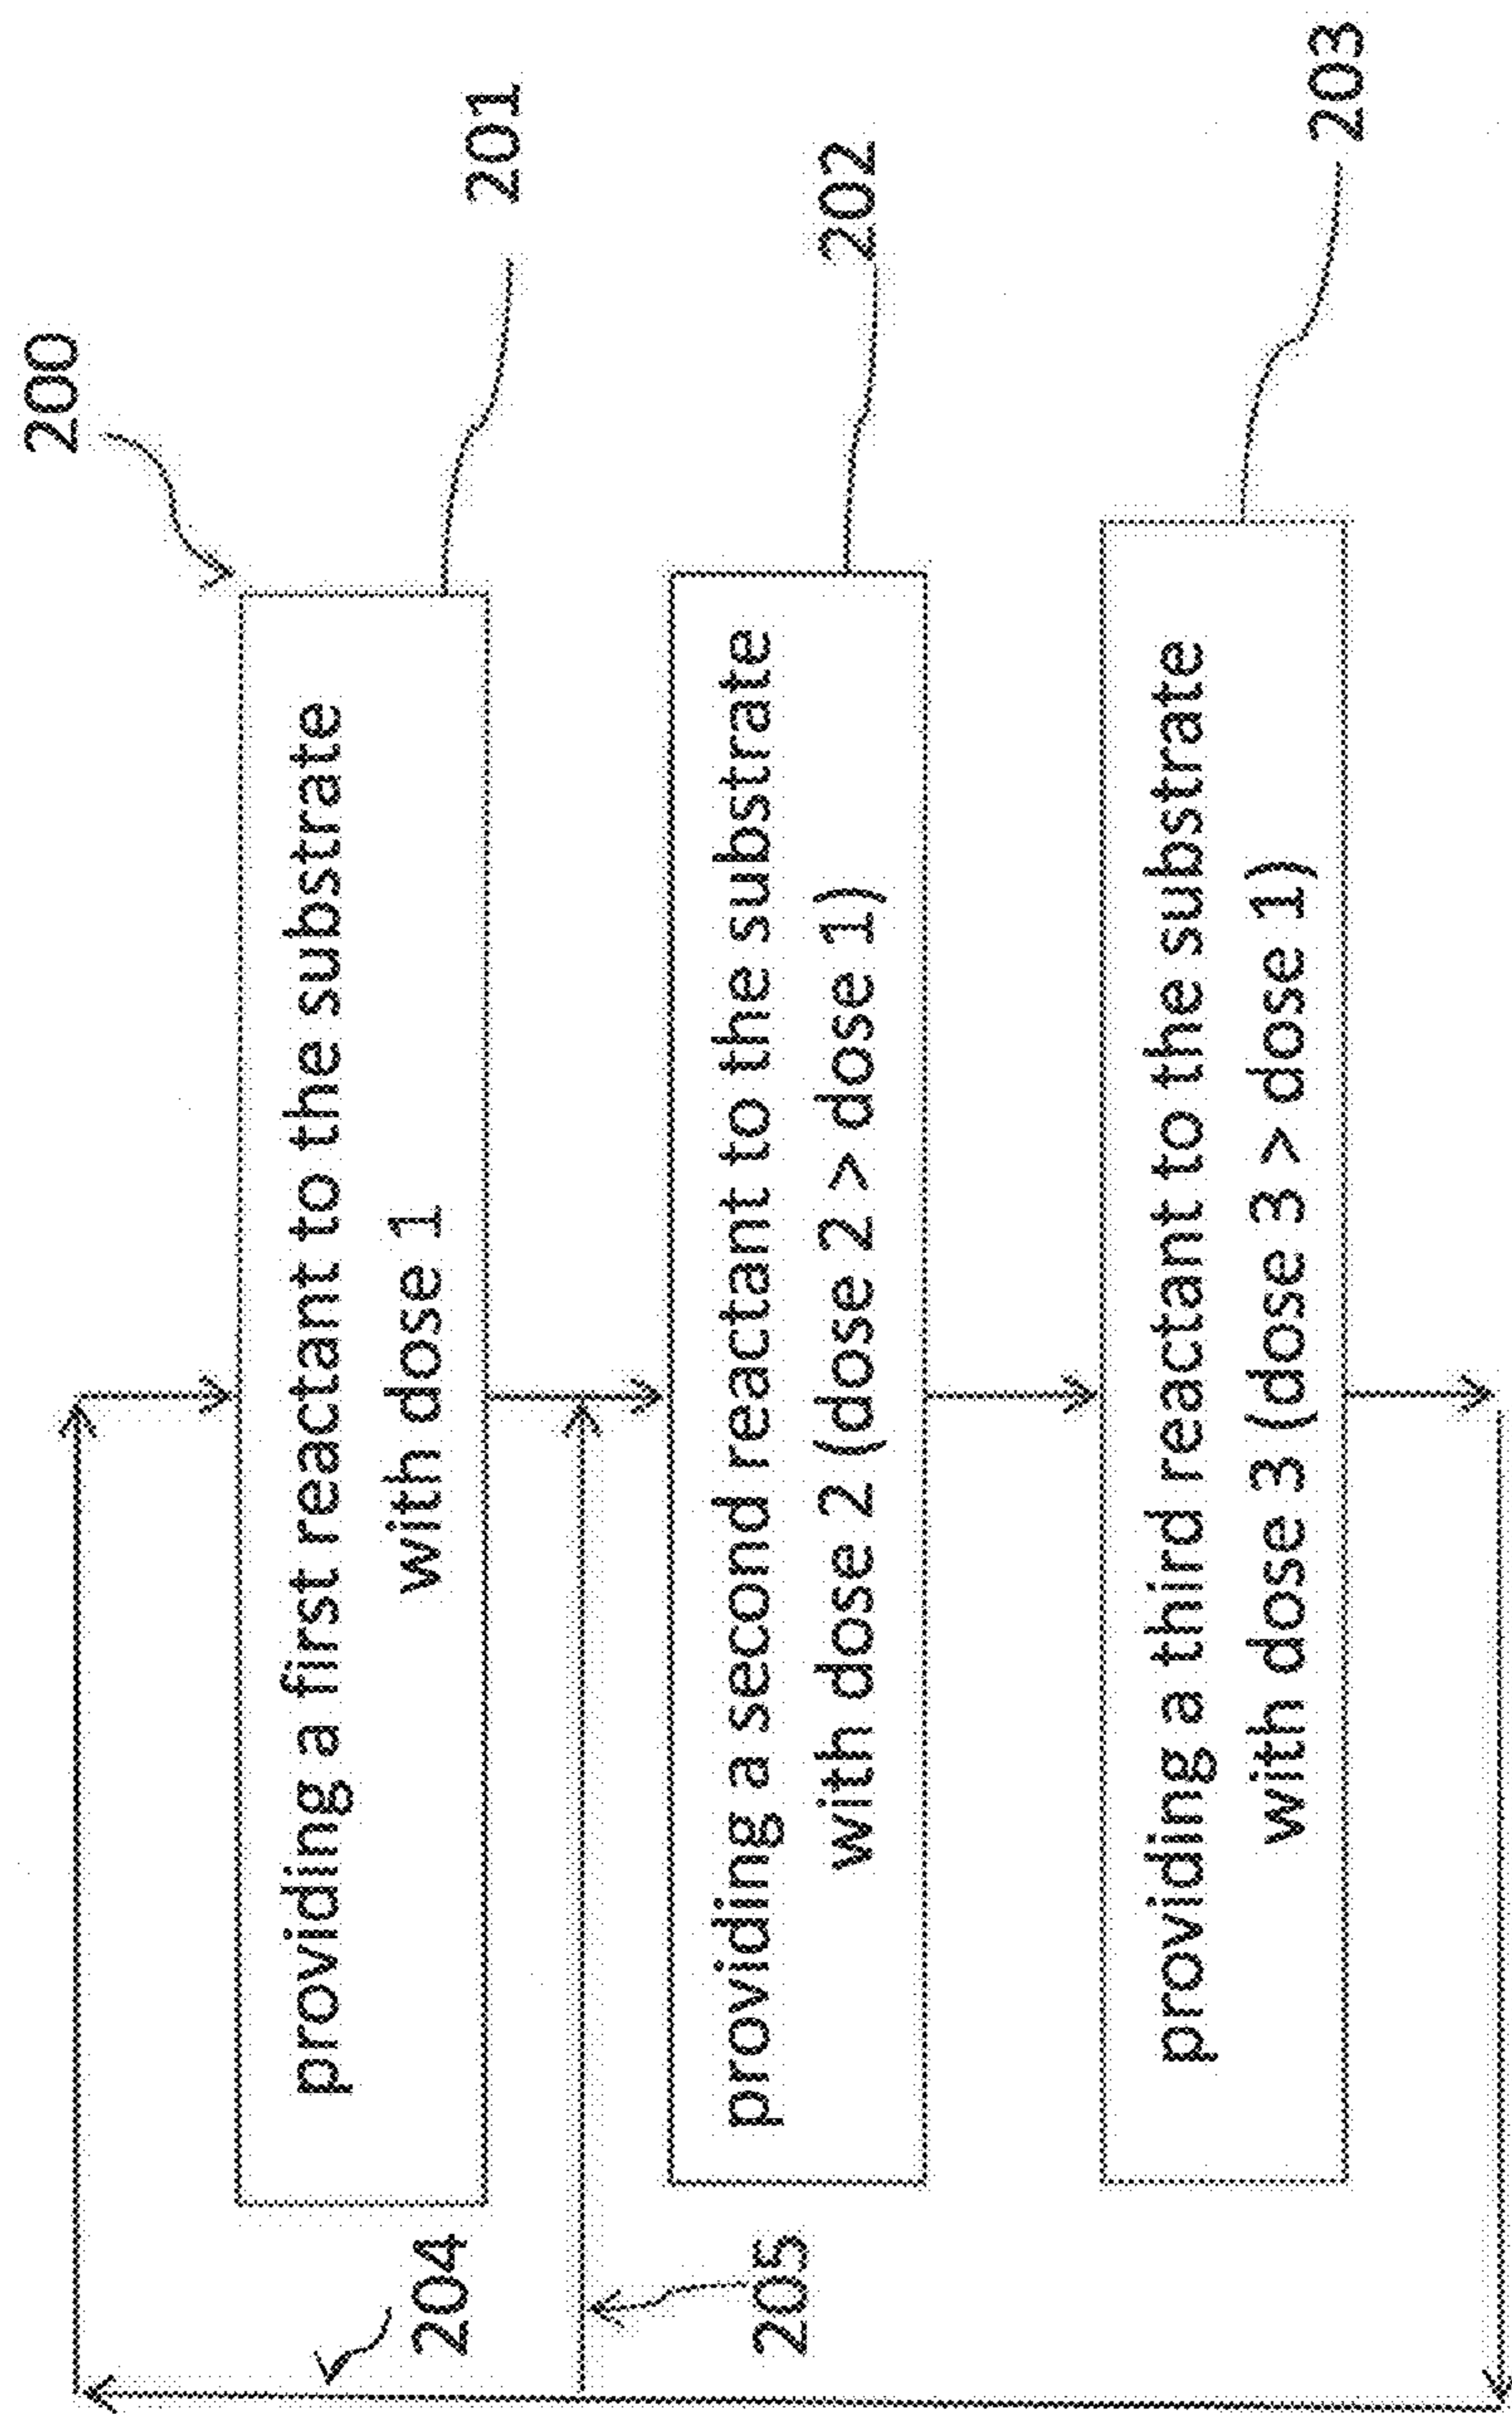 200
providing a first reactant to the substrate
with dose 1
201
204
205
providing a second reactant to the substrate
with dose 2 (dose 2 > dose 1)
202
providing a third reactant to the substrate
with dose 3 (dose 3 > dose 1)
203